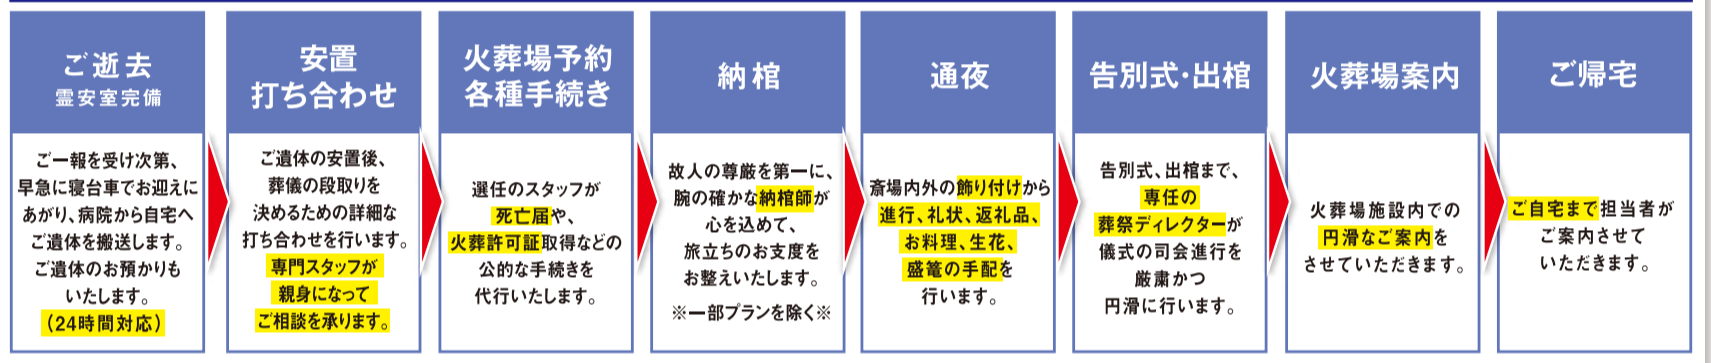 ご逝去
霊安室完備
ご一報を受け次第、
早急に寝台車でお迎えに
あがり、病院から自宅へ
ご遺体を搬送します。
ご遺体のお預かりも
いたします。
(24時間対応)
安置
打ち合わせ
ご遺体の安置後、
葬儀の段取りを
決めるための詳細な
打ち合わせを行います。
専門スタッフが
親身になって
ご相談を承ります。
火葬場予約
各種手続き
選任のスタッフが
死亡届や、
火葬許可証取得などの
公的な手続きを
代行いたします。
納棺
故人の尊厳を第一に、
腕の確かな納棺師が
心を込めて、
旅立ちのお支度を
お整えいたします。
※一部プランを除く※
通夜
斎場内外の飾り付けから
進行、礼状、返礼品、
お料理、生花、
盛篭の手配を
行います。
告別式・出棺
告別式、出棺まで、
専任の
葬祭ディレクターが
儀式の司会進行を
厳粛かつ
円滑に行います。
火葬場案内
火葬場施設内での
円滑なご案内を
させていただきます。
ご帰宅
ご自宅まで担当者が
ご案内させて
いただきます。